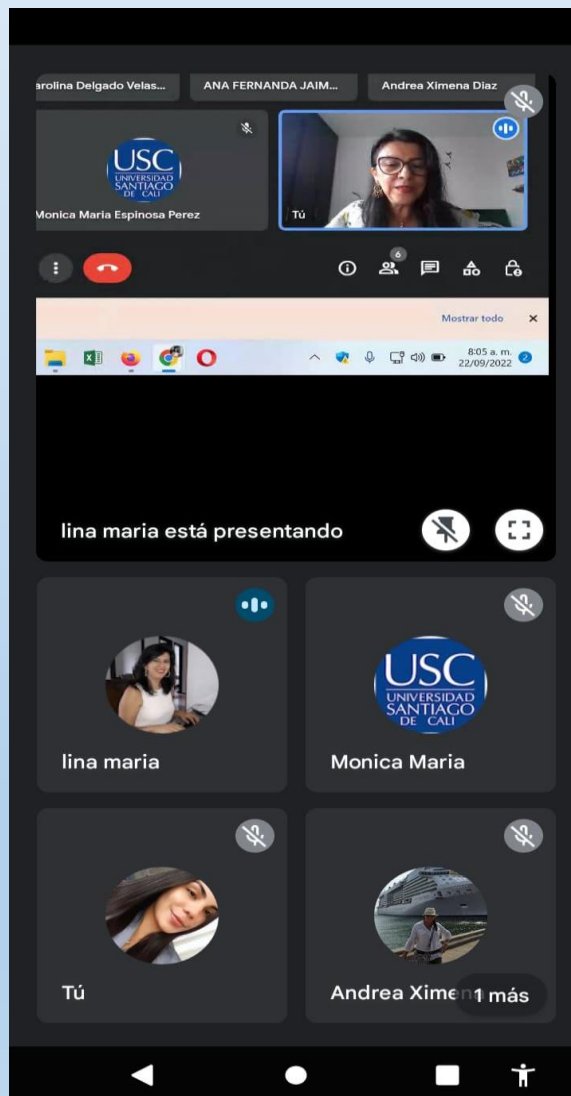 arolina Delgado Velas... ANA FERNANDA JAIM... Andrea Ximena Diaz
USC
UNIVERSIDAD
SANTIAGO
DE CALI
Monica Maria Espinosa Perez
Tú
6
Mostrar todo
8:05 a. m.
22/09/2022
2
lina maria está presentando
lina maria
USC
UNIVERSIDAD
SANTIAGO
DE CALI
Monica Maria
Tú
Andrea Xime
1 más